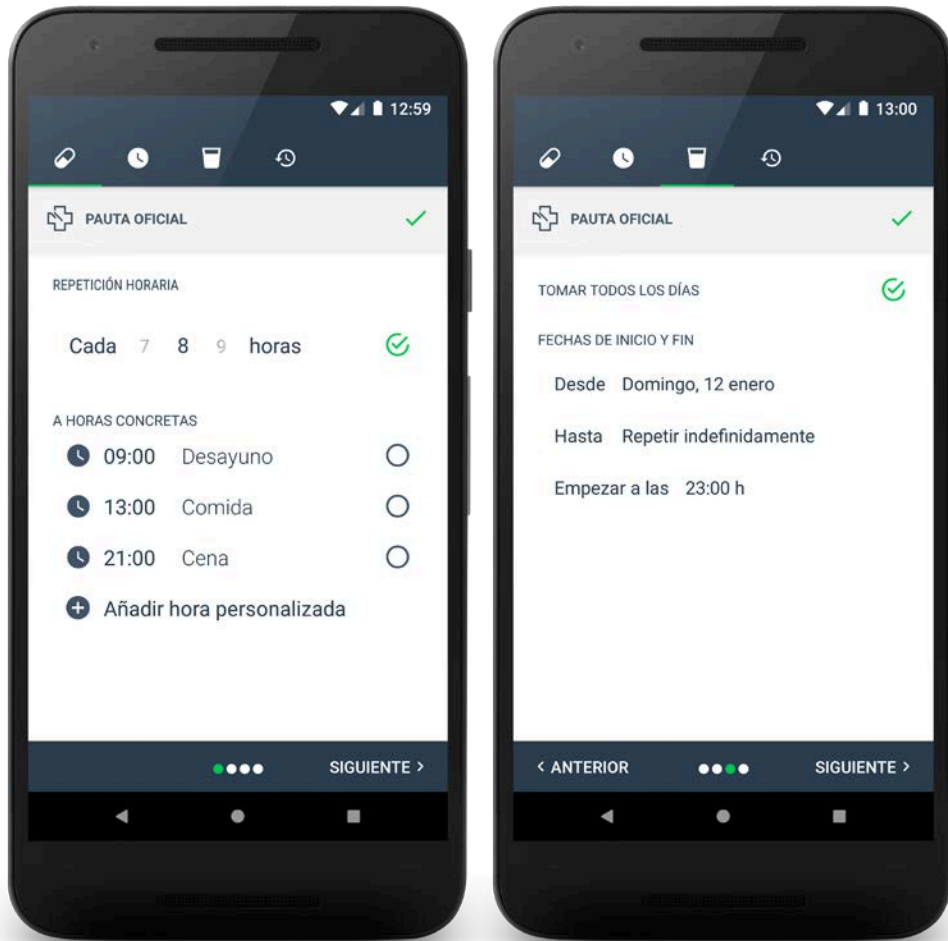 12:59
PAUTA OFICIAL
REPETICIÓN HORARIA
Cada 7 8 9 horas
A HORAS CONCRETAS
09:00 Desayuno
13:00 Comida
21:00 Cena
Añadir hora personalizada
SIGUIENTE >
13:00
PAUTA OFICIAL
TOMAR TODOS LOS DÍAS
FECHAS DE INICIO Y FIN
Desde Domingo, 12 enero
Hasta Repetir indefinidamente
Empezar a las 23:00 h
< ANTERIOR SIGUIENTE >